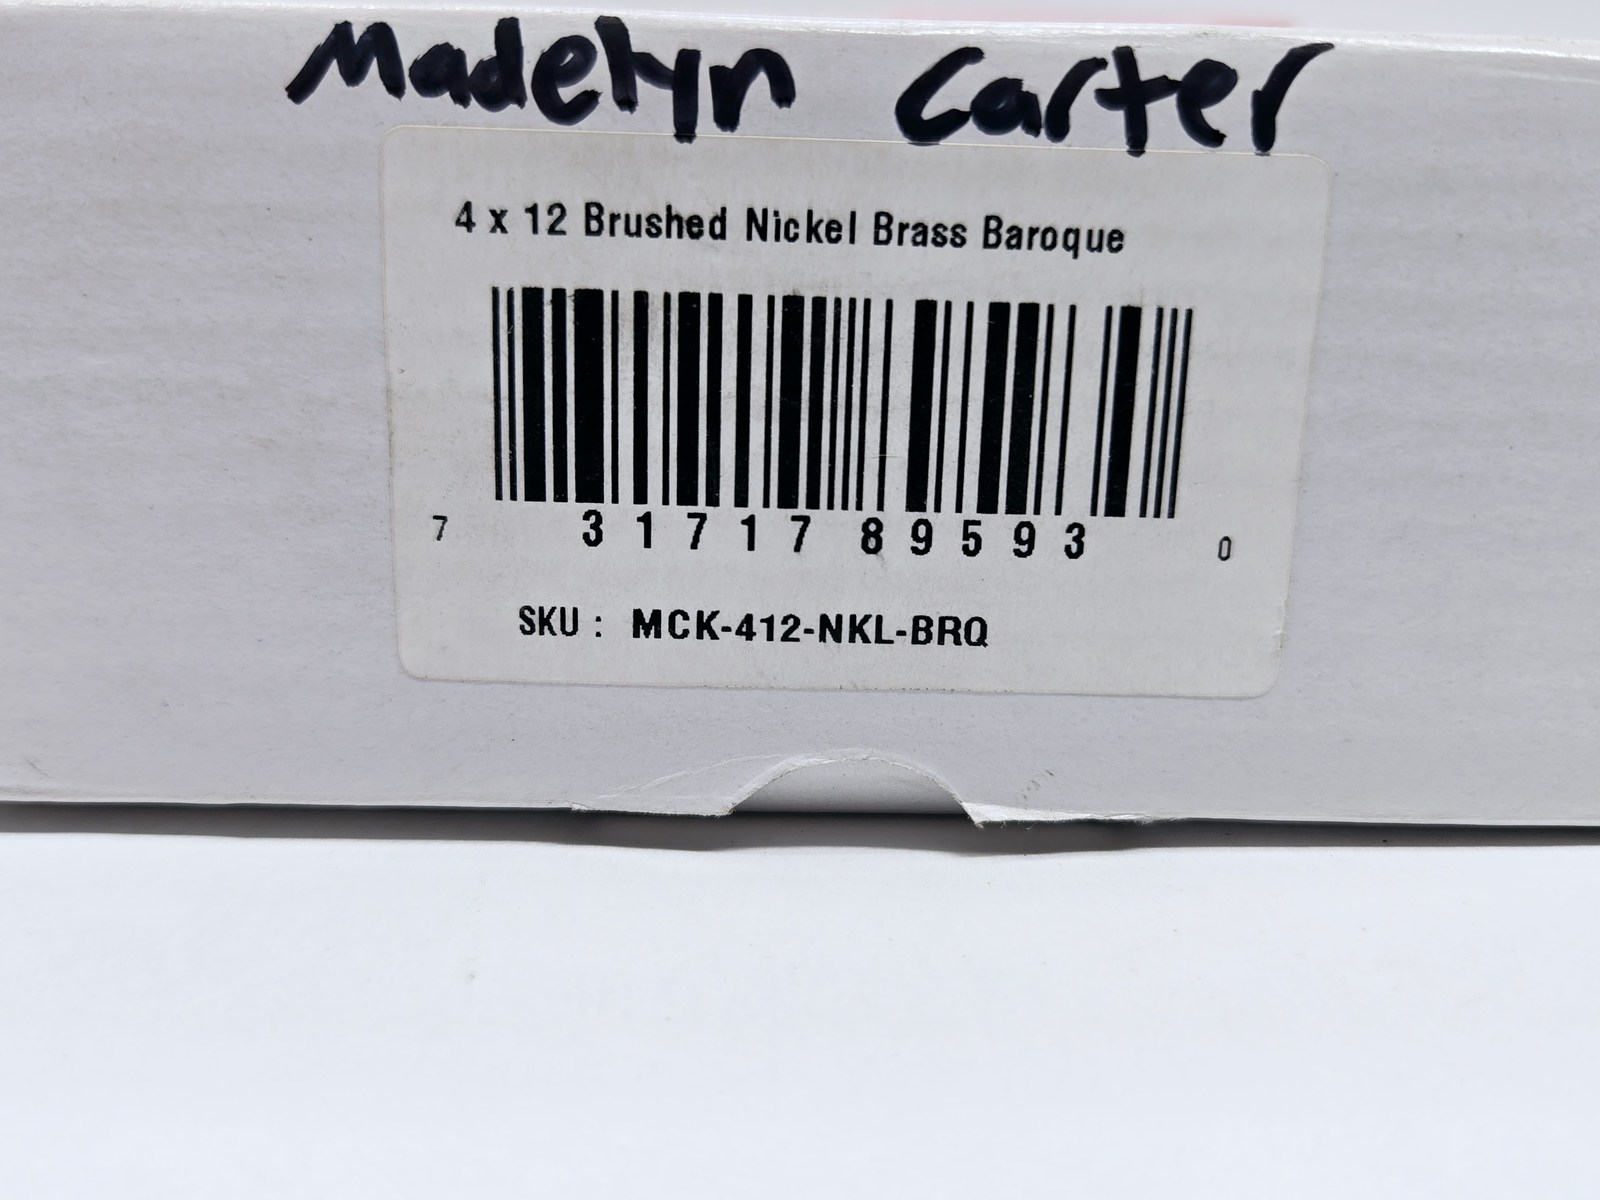 Madelyn Carter
4 x 12 Brushed Nickel Brass Baroque
7 31717 89593 0
SKU : MCK-412-NKL-BRQ